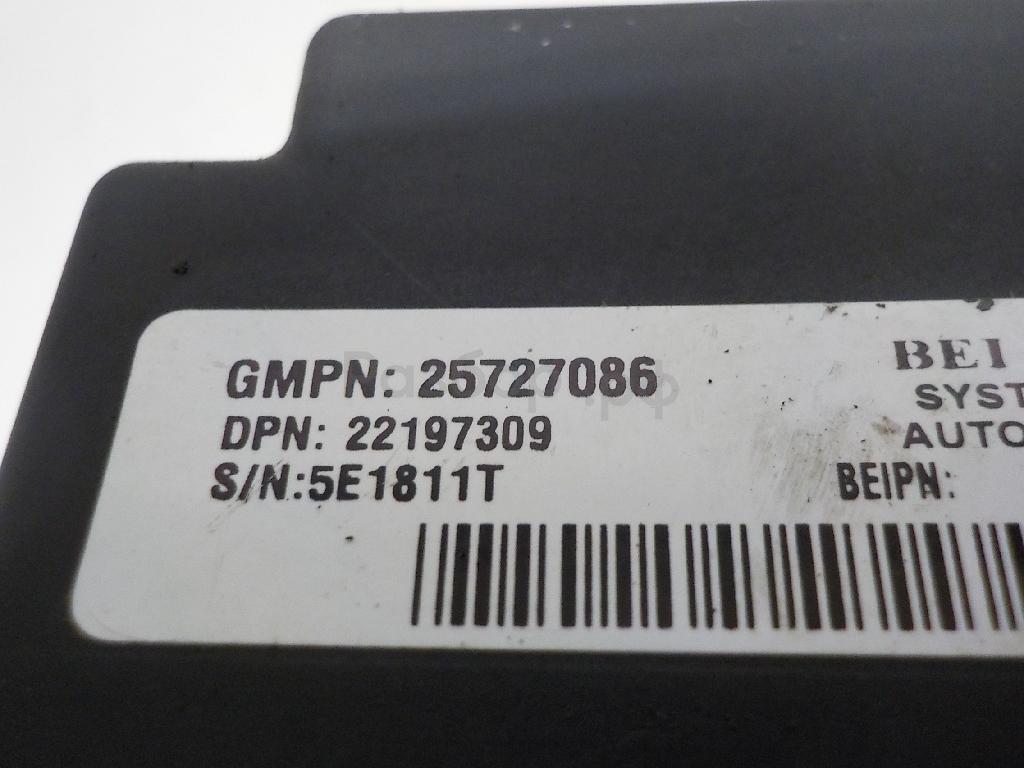 GMPN: 25727086
DPN: 22197309
S/N:5E1811T
BEI
SYST
AUTO
BEIPN: